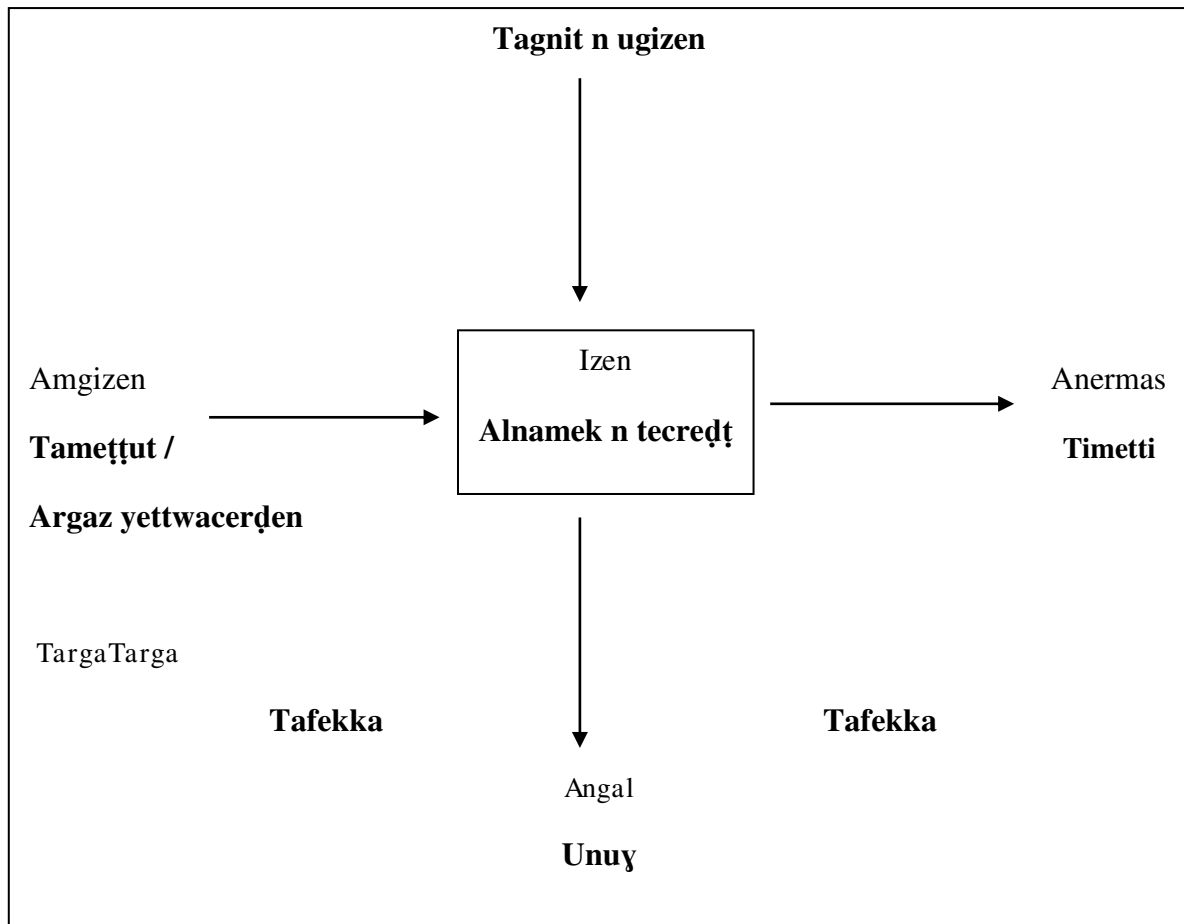 Tagnit n ugizen
Izen
Amgizen
Anermas
Alnamek n tecreḍṭ
Tameṭṭut /
Timetti
Argaz yettwacerḍen
TargaTarga
Tafekka
Tafekka
Angal
Unuɣ